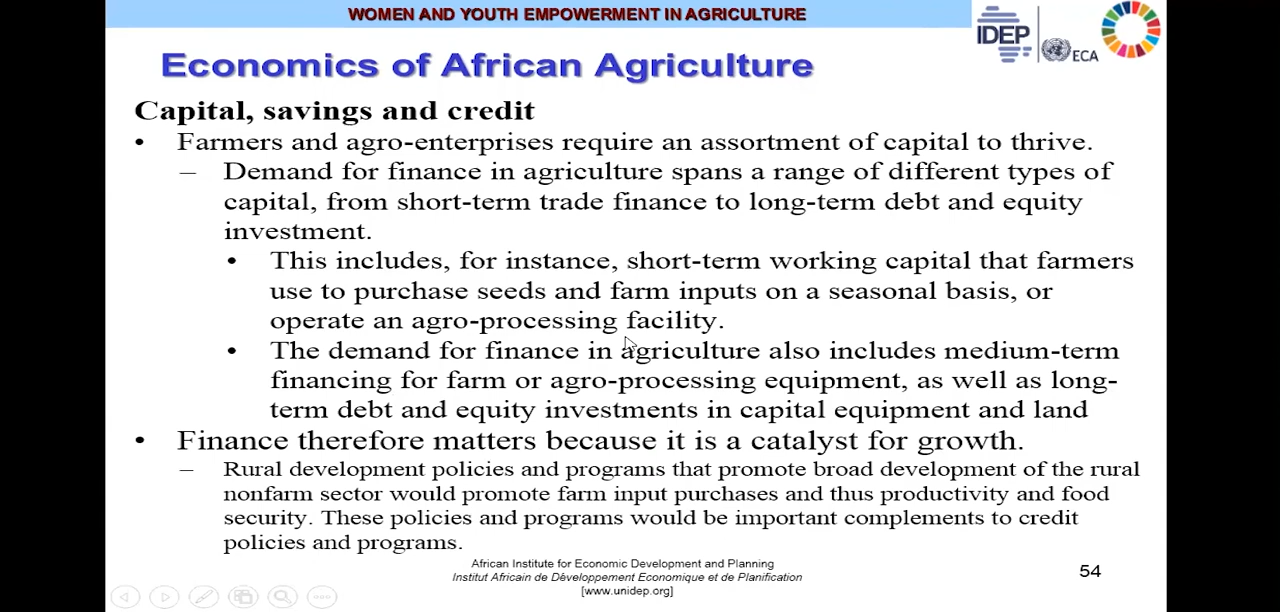 WOMEN AND YOUTH EMPOWERMENT IN AGRICULTURE
IDEP
ECA
Economics of African Agriculture
Capital, savings and credit
• Farmers and agro-enterprises require an assortment of capital to thrive.
– Demand for finance in agriculture spans a range of different types of
capital, from short-term trade finance to long-term debt and equity
investment.
• This includes, for instance, short-term working capital that farmers
use to purchase seeds and farm inputs on a seasonal basis, or
operate an agro-processing facility.
• The demand for finance in agriculture also includes medium-term
financing for farm or agro-processing equipment, as well as long-
term debt and equity investments in capital equipment and land
• Finance therefore matters because it is a catalyst for growth.
– Rural development policies and programs that promote broad development of the rural
nonfarm sector would promote farm input purchases and thus productivity and food
security. These policies and programs would be important complements to credit
policies and programs.
African Institute for Economic Development and Planning
Institut Africain de Développement Economique et de Planification
[www.unidep.org]
54